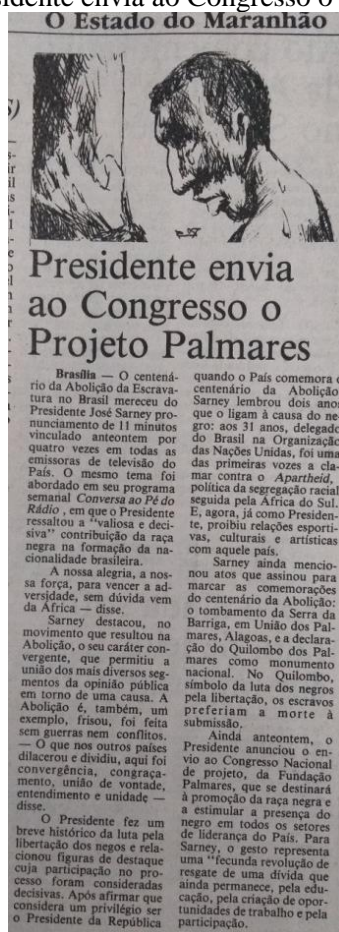 sidente envia ao Congresso o
O Estado do Maranhão
Presidente envia
ao Congresso o
Projeto Palmares
Brasília — O centená-
rio da Abolição da Escrava-
tura no Brasil mereceu do
Presidente José Sarney pro-
nunciamento de 11 minutos
vinculado anteontem por
quatro vezes em todas as
emissoras de televisão do
País. O mesmo tema foi
abordado em seu programa
semanal Conversa ao Pé do
Rádio, em que o Presidente
ressaltou a "valiosa e deci-
siva" contribuição da raça
negra na formação da na-
cionalidade brasileira.
A nossa alegria, a nos-
sa força, para vencer a ad-
versidade, sem dúvida vem
da África — disse.
Sarney destacou, no
movimento que resultou na
Abolição, o seu caráter con-
vergente, que permitiu a
união dos mais diversos seg-
mentos da opinião pública
em torno de uma causa. A
Abolição é, também, um
exemplo, frisou, foi feita
sem guerras nem conflitos.
— O que nos outros países
dilacerou e dividiu, aqui foi
convergência, congraça-
mento, união de vontade,
entendimento e unidade —
disse.
O Presidente fez um
breve histórico da luta pela
libertação dos negos e rela-
cionou figuras de destaque
cuja participação no pro-
cesso foram consideradas
decisivas. Após afirmar que
considera um privilégio ser
o Presidente da República
quando o País comemora o
centenário da Abolição
Sarney lembrou dois anos
que o ligam à causa do ne-
gro: aos 31 anos, delegado
do Brasil na Organização
das Nações Unidas, foi uma
das primeiras vozes a cla-
mar contra o Apartheid,
política da segregação racial
seguida pela África do Sul.
E, agora, já como Presiden-
te, proibiu relações esporti-
vas, culturais e artísticas
com aquele país.
Sarney ainda mencio-
nou atos que assinou para
marcar as comemorações
do centenário da Abolição:
o tombamento da Serra da
Barriga, em União dos Pal-
mares, Alagoas, e a declara-
ção do Quilombo dos Pal-
mares como monumento
nacional. No Quilombo,
símbolo da luta dos negros
pela libertação, os escravos
preferiam a morte à
submissão.
Ainda anteontem, o
Presidente anunciou o en-
vio ao Congresso Nacional
de projeto, da Fundação
Palmares, que se destinará
à promoção da raça negra e
a estimular a presença do
negro em todos os setores
de liderança do País. Para
Sarney, o gesto representa
uma "fecunda revolução de
resgate de uma dívida que
ainda permanece, pela edu-
cação, pela criação de opor-
tunidades de trabalho e pela
participação.